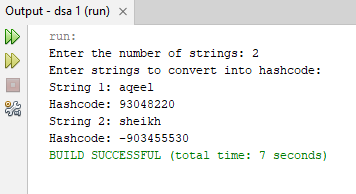 Output - dsa 1 (run)
run:
Enter the number of strings: 2
Enter strings to convert into hashcode:
String 1: aqeel
Hashcode: 93048220
String 2: sheikh
Hashcode: -903455530
BUILD SUCCESSFUL (total time: 7 seconds)